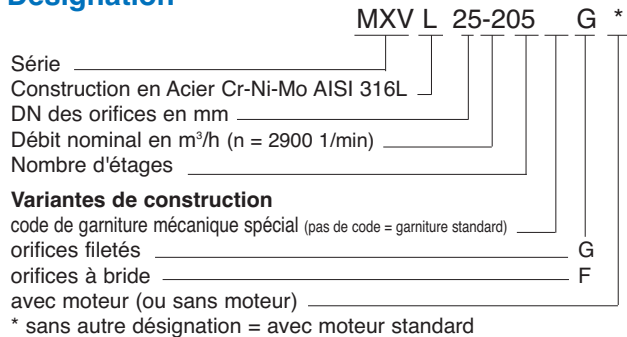 Désignation
MXV L 25-205 G *
Série
Construction en Acier Cr-Ni-Mo AISI 316L
DN des orifices en mm
Débit nominal en m³/h (n = 2900 1/min)
Nombre d'étages
Variantes de construction
code de garniture mécanique spécial (pas de code = garniture standard)
orifices filetés G
orifices à bride F
avec moteur (ou sans moteur)
* sans autre désignation = avec moteur standard